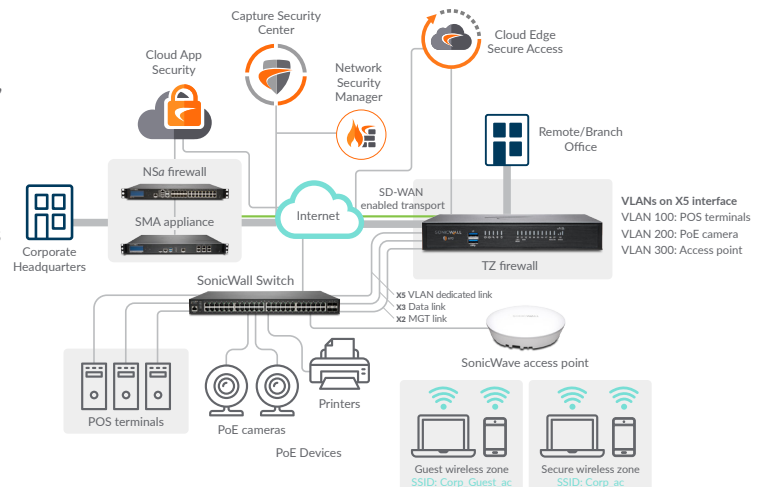 Capture Security
Center
Cloud App
Security
Network
Security
Manager
Cloud Edge
Secure Access
NSa firewall
SMA appliance
Corporate
Headquarters
Internet
SD-WAN
enabled transport
Remote/Branch
Office
SONICWALL
TZ firewall
VLANs on X5 interface
VLAN 100: POS terminals
VLAN 200: PoE camera
VLAN 300: Access point
SonicWall Switch
X5 VLAN dedicated link
X3 Data link
X2 MGT link
SonicWave access point
POS terminals
PoE cameras
Printers
PoE Devices
Guest wireless zone
SSID: Corp_Guest_ac
Secure wireless zone
SSID: Corp_ac